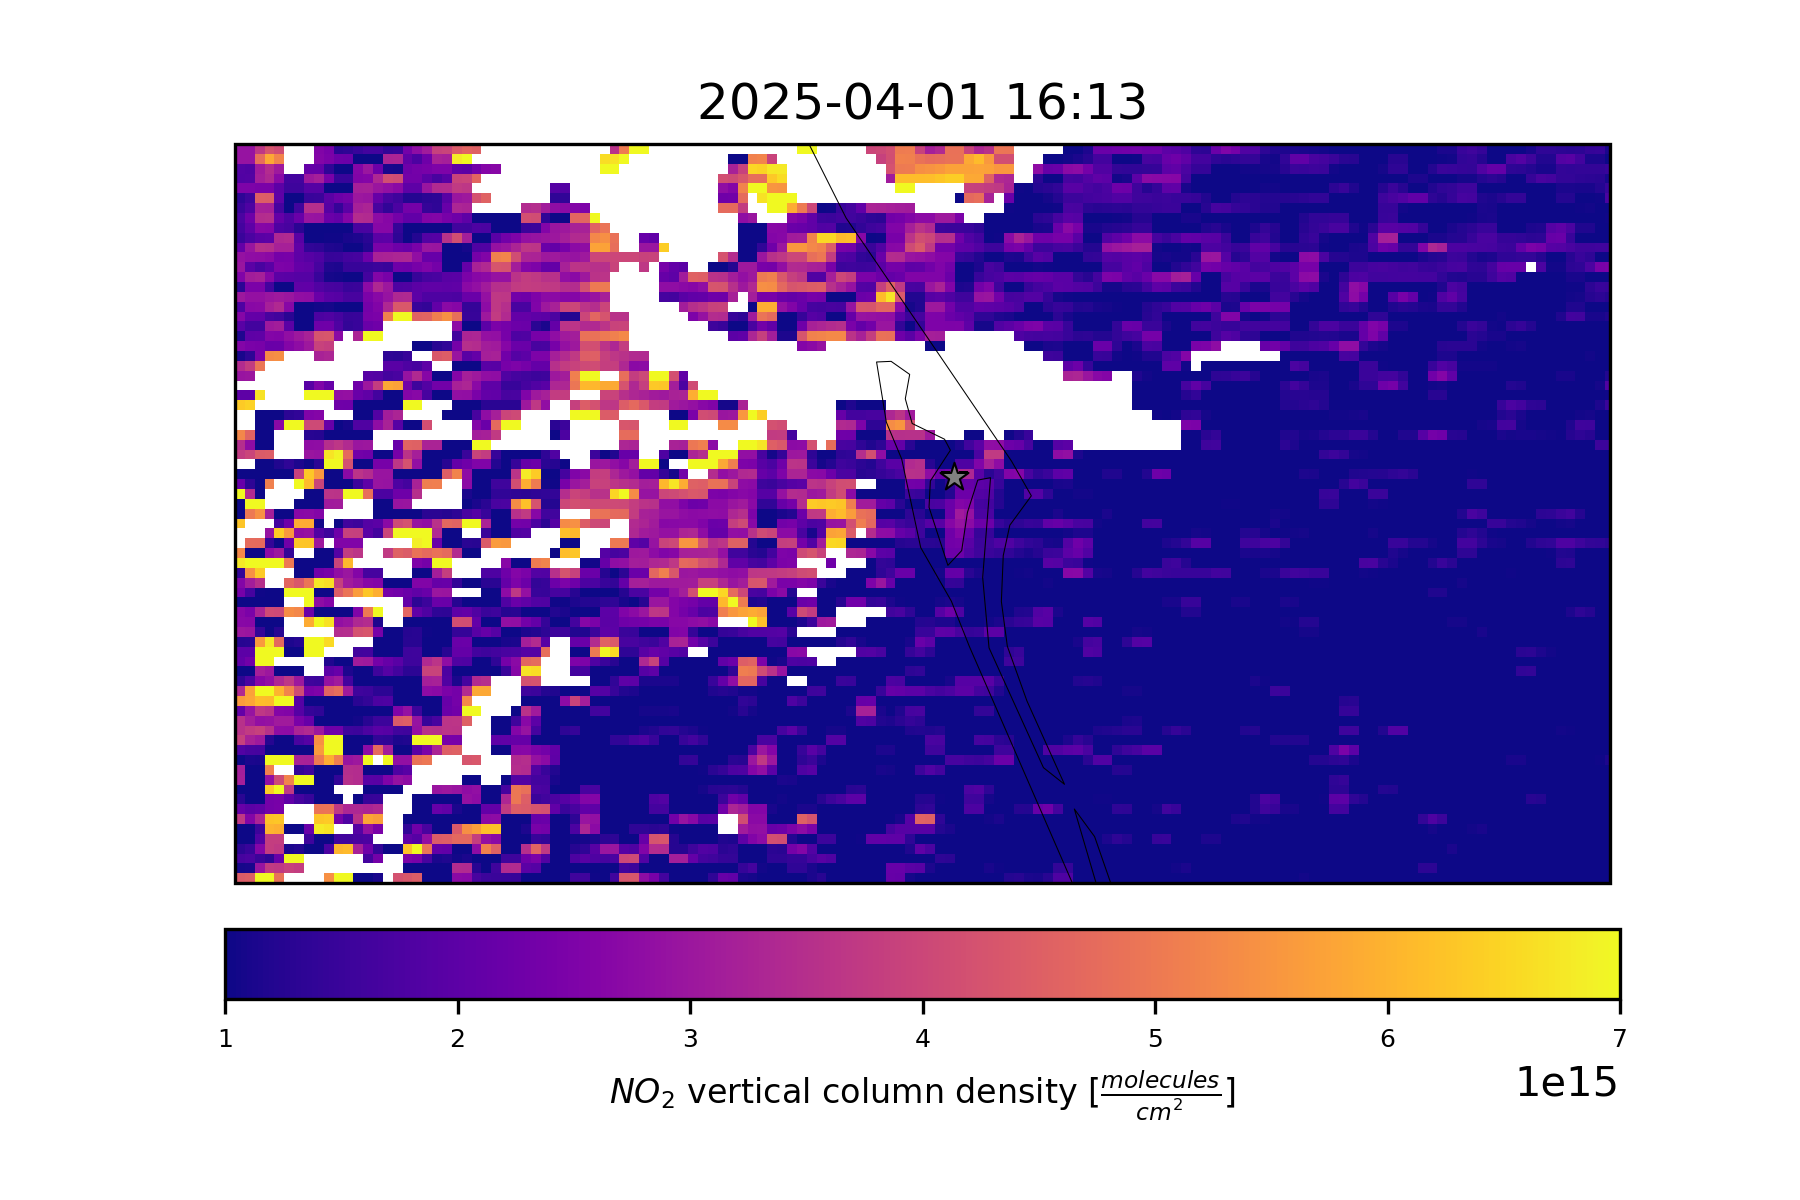 2025-04-01 16:13
1 2 3 4 5 6 7
1e15
NO₂ vertical column density [molecules/cm²]